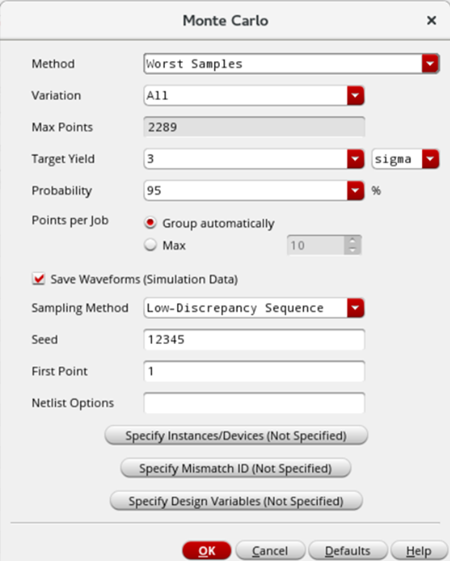 Monte Carlo ×
Method Worst Samples
Variation All
Max Points 2289
Target Yield 3 sigma
Probability 95 %
Points per Job Group automatically
Max 10
Save Waveforms (Simulation Data)
Sampling Method Low-Discrepancy Sequence
Seed 12345
First Point 1
Netlist Options
Specify Instances/Devices (Not Specified)
Specify Mismatch ID (Not Specified)
Specify Design Variables (Not Specified)
OK Cancel Defaults Help